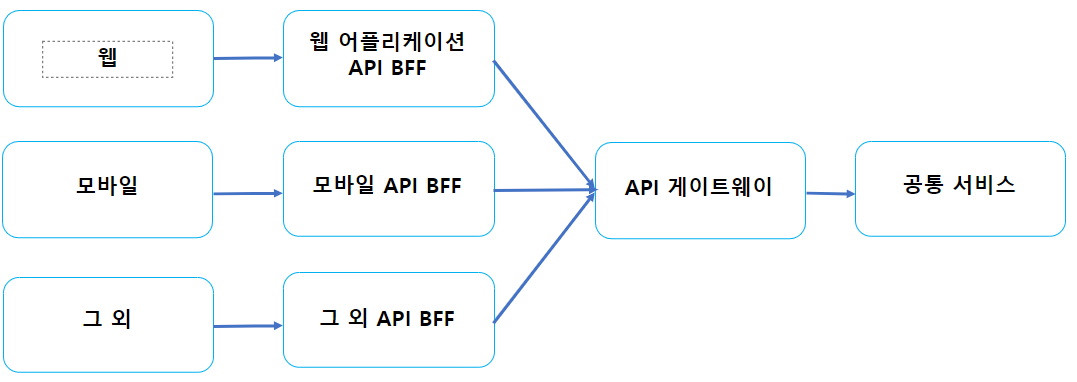 웹
웹 어플리케이션
API BFF
모바일
모바일 API BFF
API 게이트웨이
공통 서비스
그 외
그 외 API BFF